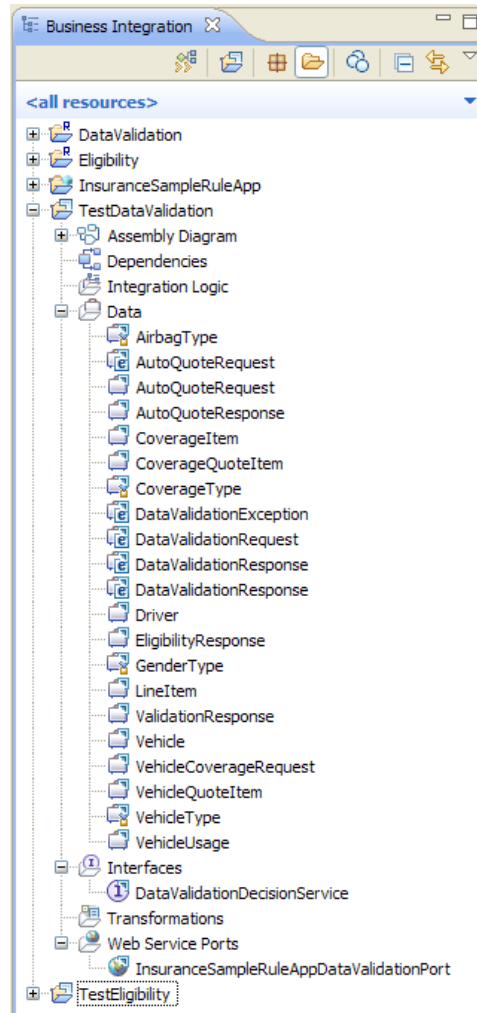 Business Integration
<all resources>
DataValidation
Eligibility
InsuranceSampleRuleApp
TestDataValidation
Assembly Diagram
Dependencies
Integration Logic
Data
AirbagType
AutoQuoteRequest
AutoQuoteRequest
AutoQuoteResponse
CoverageItem
CoverageQuoteItem
CoverageType
DataValidationException
DataValidationRequest
DataValidationResponse
DataValidationResponse
Driver
EligibilityResponse
GenderType
LineItem
ValidationResponse
Vehicle
VehicleCoverageRequest
VehicleQuoteItem
VehicleType
VehicleUsage
Interfaces
DataValidationDecisionService
Transformations
Web Service Ports
InsuranceSampleRuleAppDataValidationPort
TestEligibility